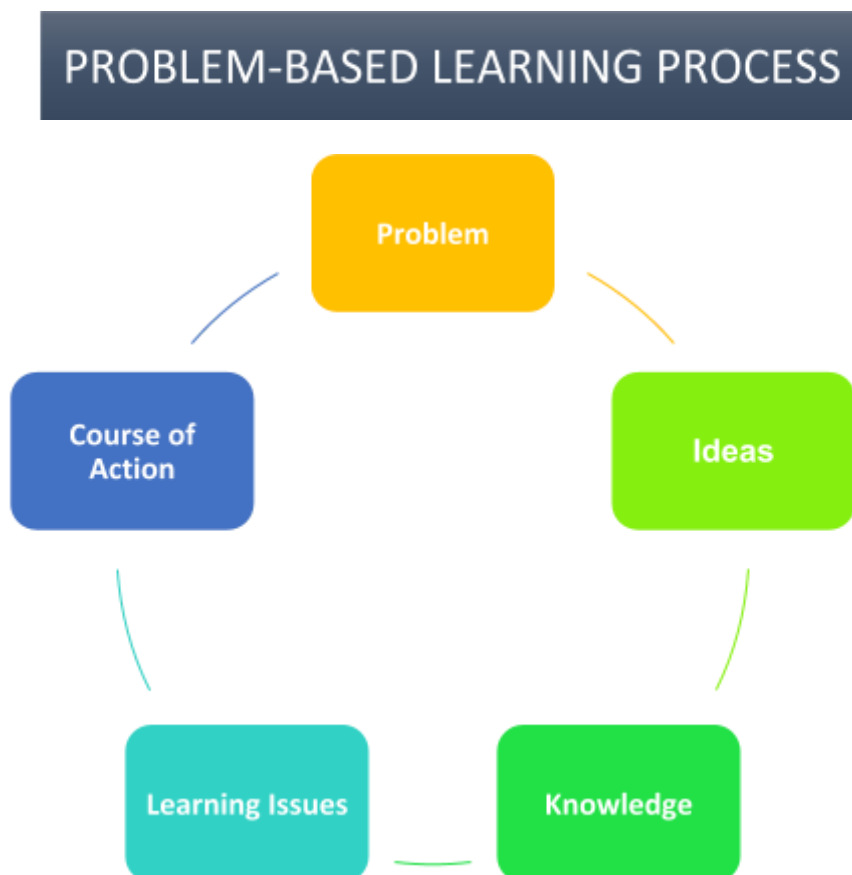 PROBLEM-BASED LEARNING PROCESS
Problem
Ideas
Knowledge
Learning Issues
Course of
Action